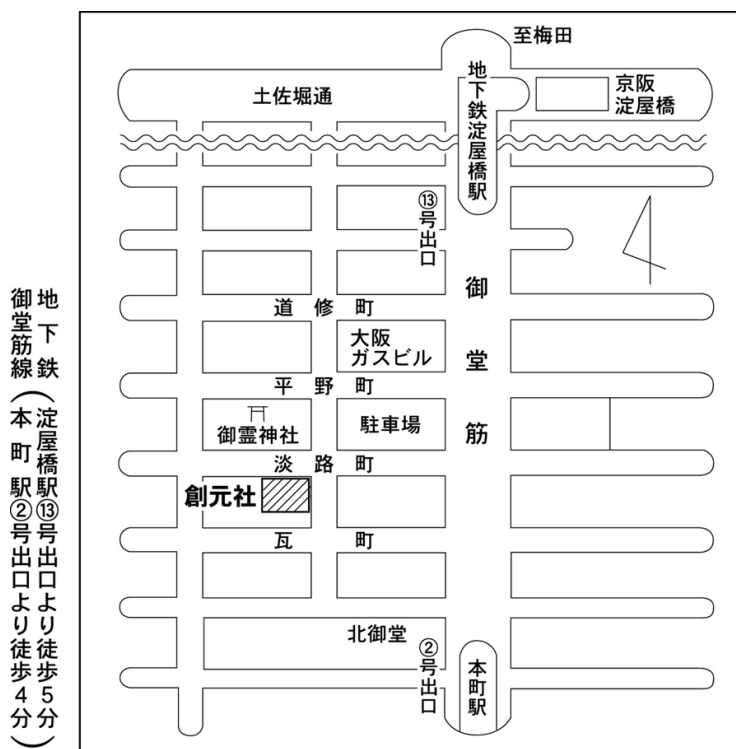 至梅田
土佐堀通
地下鉄淀屋橋駅
京阪
淀屋橋
⑬号出口
御堂筋
道修町
大阪
ガスビル
平野町
御霊神社
駐車場
淡路町
創元社
瓦町
北御堂
②号出口
本町駅
地下鉄
御堂筋線
淀屋橋駅⑬号出口より徒歩5分
本町駅②号出口より徒歩4分